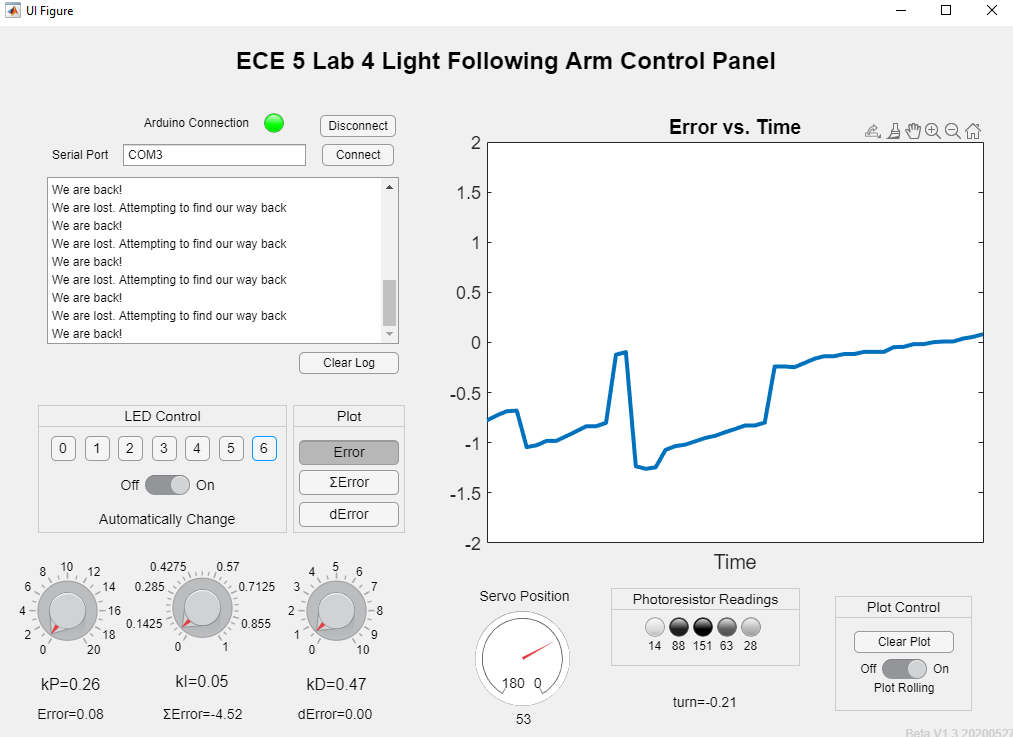 UI Figure
ECE 5 Lab 4 Light Following Arm Control Panel
Arduino Connection
Disconnect
Serial Port
COM3
Connect
We are back!
We are lost. Attempting to find our way back
We are back!
We are lost. Attempting to find our way back
We are back!
We are lost. Attempting to find our way back
We are back!
We are lost. Attempting to find our way back
We are back!
Clear Log
Error vs. Time
2
1.5
1
0.5
0
-0.5
-1
-1.5
-2
Time
LED Control
0 1 2 3 4 5 6
Off On
Automatically Change
Plot
Error
ΣError
dError
0 2 4 6 8 10 12 14 16 18 20
kP=0.26
Error=0.08
0 0.1425 0.285 0.4275 0.57 0.7125 0.855 1
kI=0.05
ΣError=-4.52
0 1 2 3 4 5 6 7 8 9 10
kD=0.47
dError=0.00
Servo Position
180 0
53
Photoresistor Readings
14 88 151 63 28
turn=-0.21
Plot Control
Clear Plot
Off On
Plot Rolling
Beta V1.3 20200527